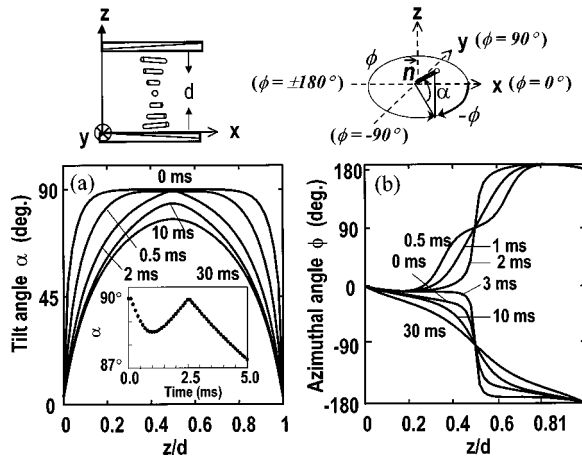 z
d
y
x
z
ϕ
y (ϕ= 90°)
n
(ϕ= ±180°)
α
x (ϕ= 0°)
-ϕ
(ϕ= -90°)
(a)
0 ms
10 ms
0.5 ms
2 ms
30 ms
Tilt angle α (deg.)
90
45
0
90°
α
87°
0.0 2.5 5.0
Time (ms)
0 0.2 0.4 0.6 0.8 1
z/d
(b)
0.5 ms
1 ms
0 ms
2 ms
3 ms
10 ms
30 ms
Azimuthal angle ϕ (deg.)
180
90
0
-90
-180
0 0.2 0.4 0.6 0.81
z/d